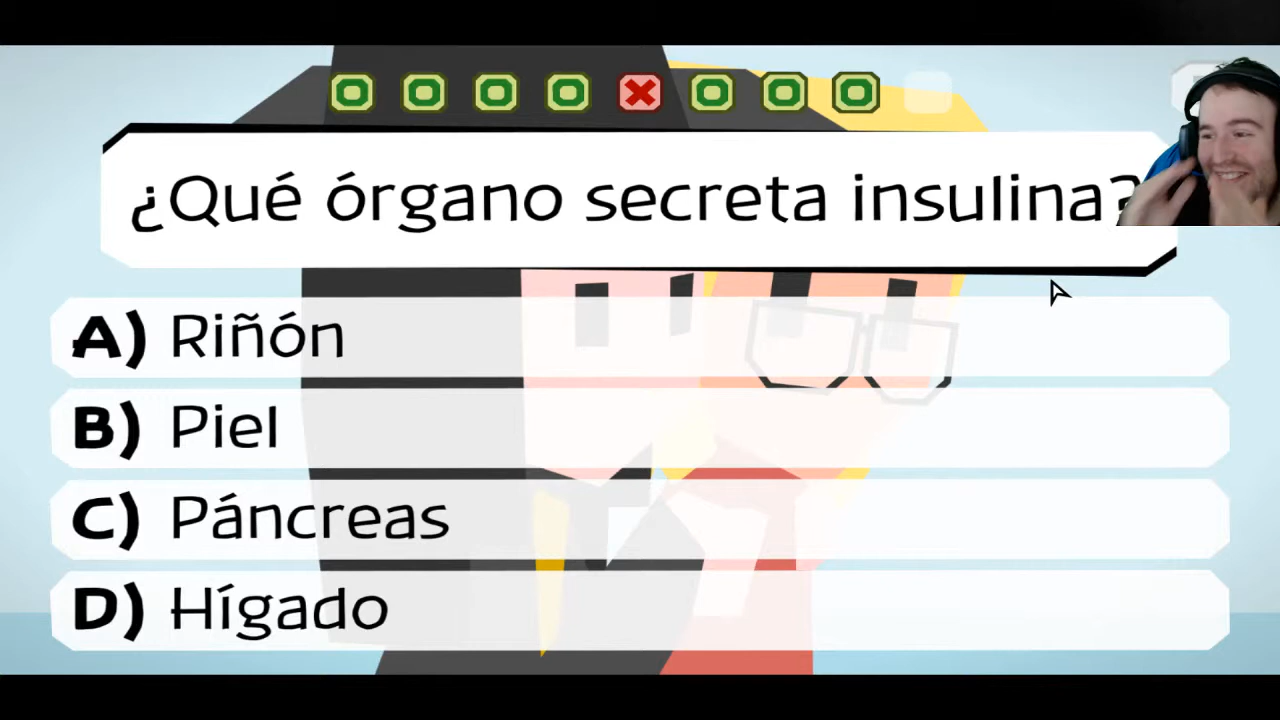 ¿Qué órgano secreta insulina?
A) Riñón
B) Piel
C) Páncreas
D) Hígado